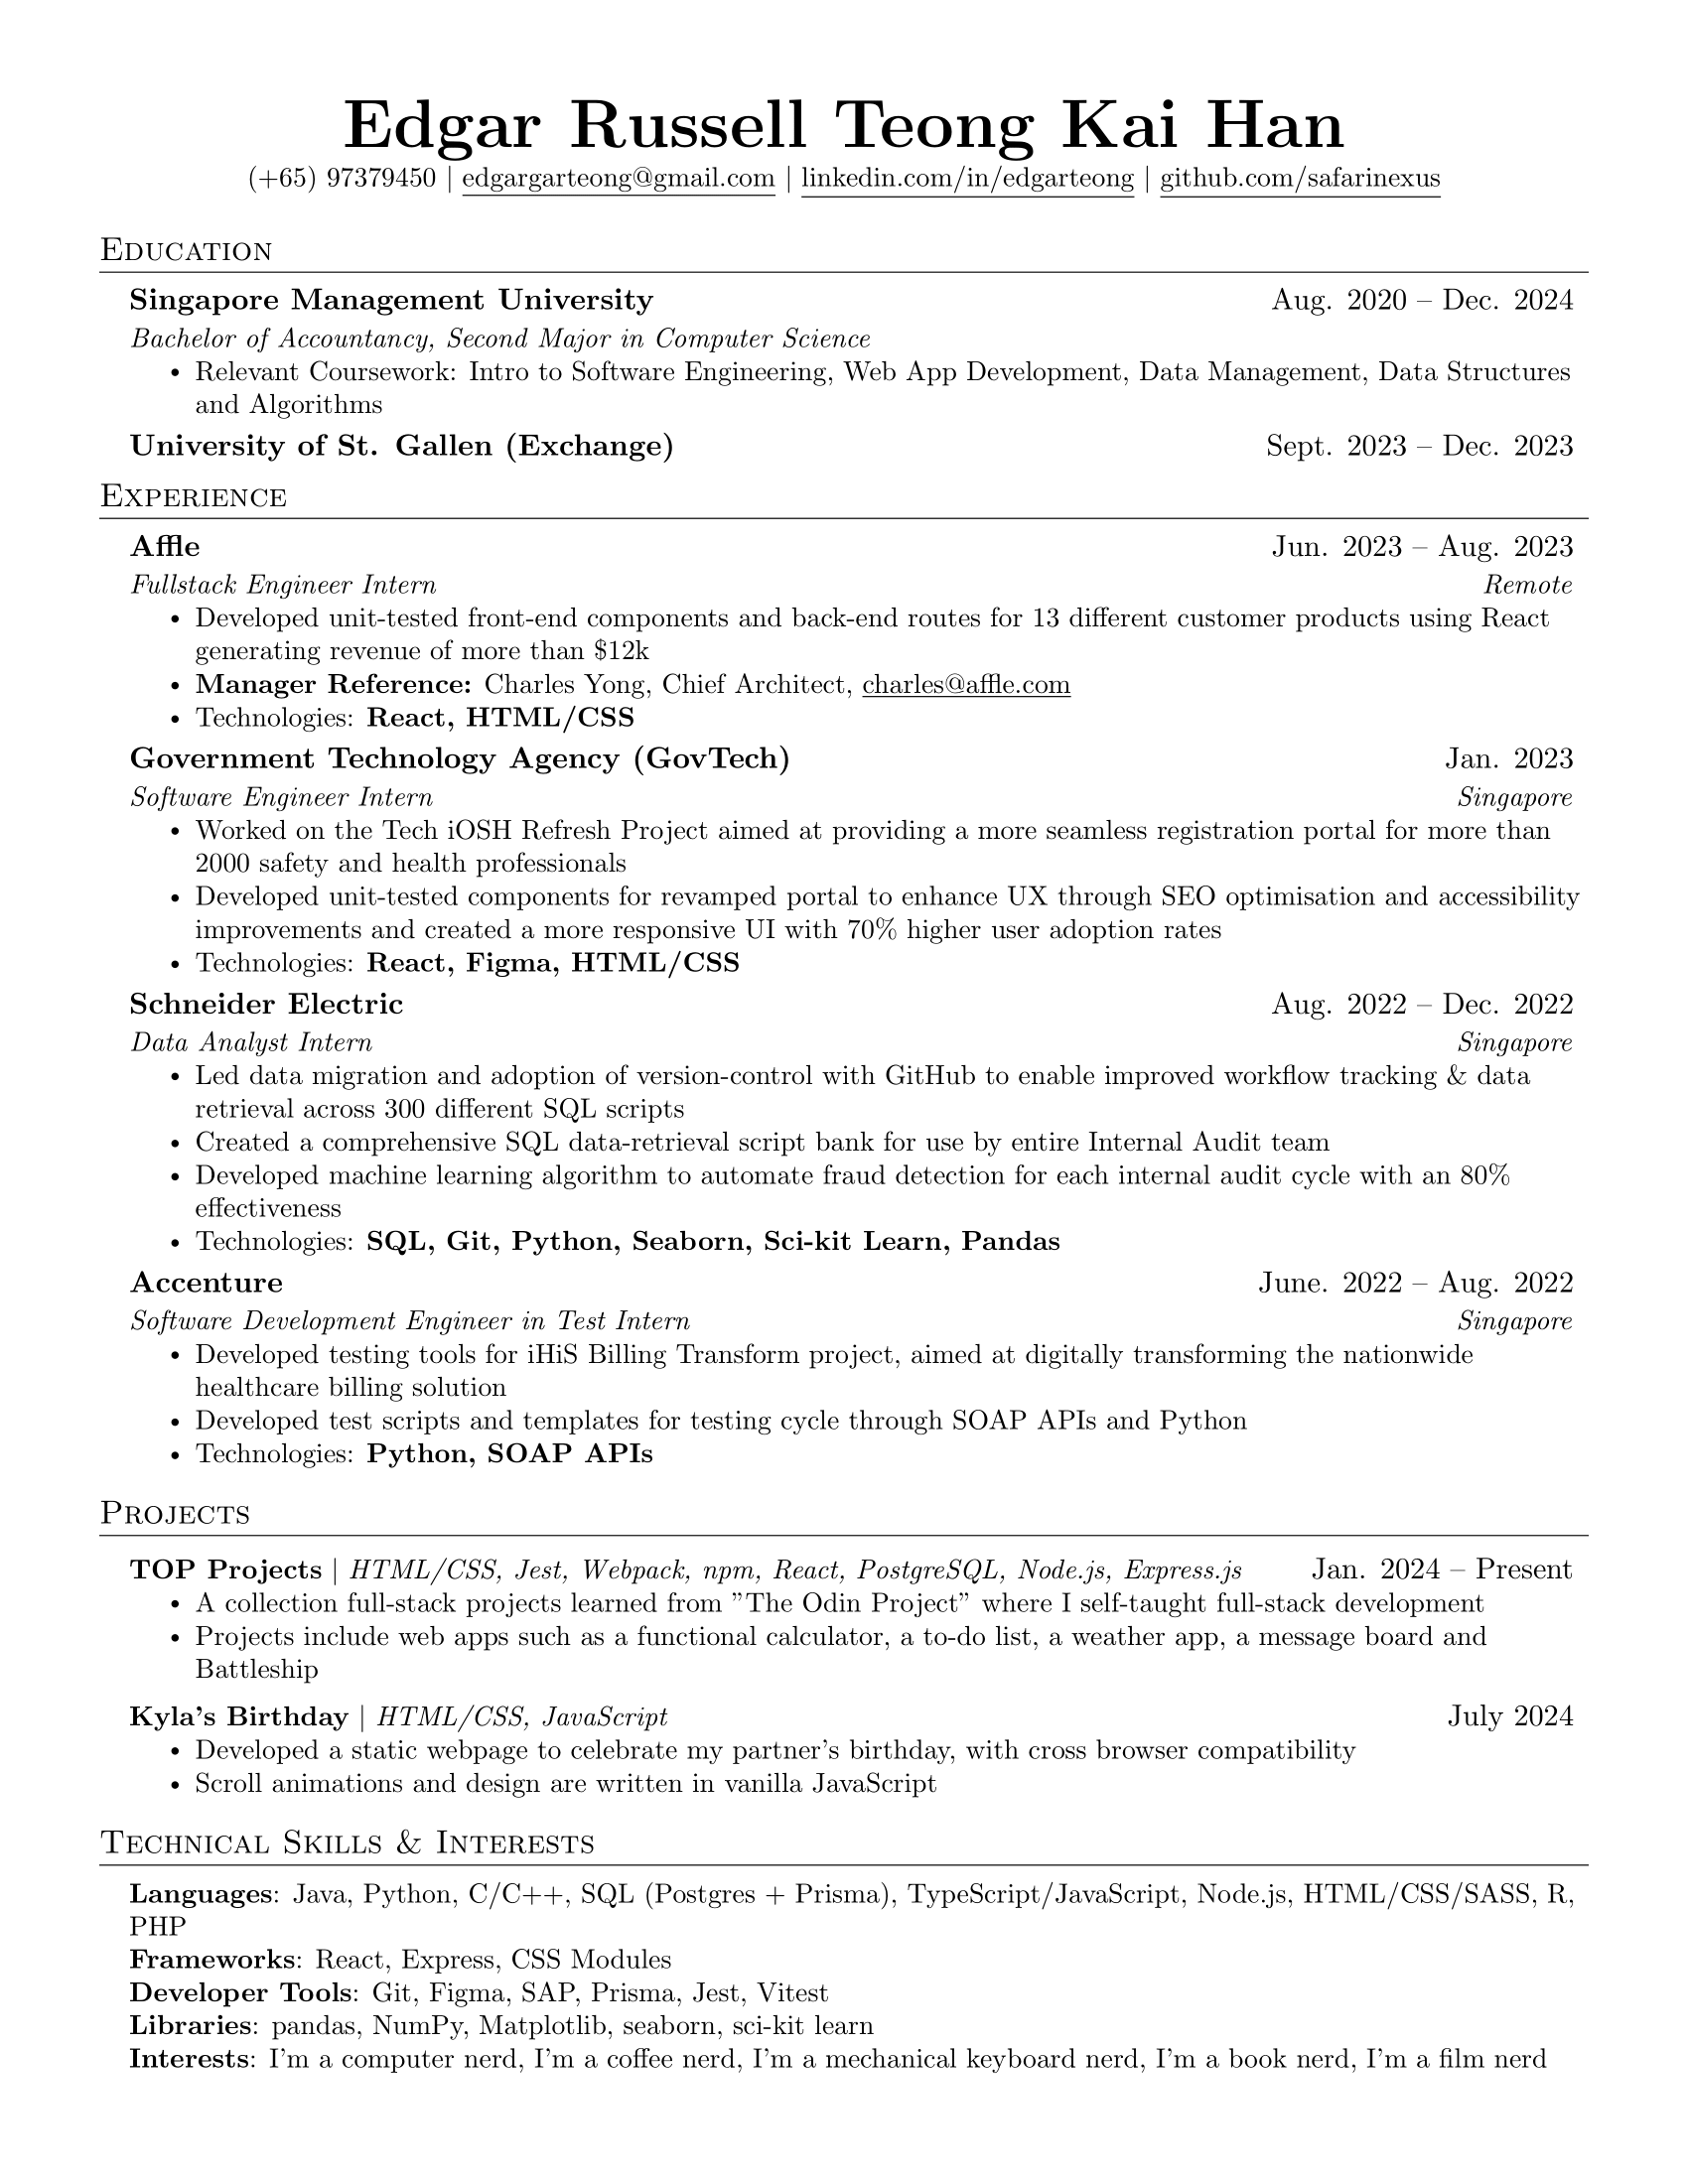 Edgar Russell Teong Kai Han
(+65) 97379450 | edgargarteong@gmail.com | linkedin.com/in/edgarteong | github.com/safarinexus
Education
Singapore Management University Aug. 2020 – Dec. 2024
Bachelor of Accountancy, Second Major in Computer Science
• Relevant Coursework: Intro to Software Engineering, Web App Development, Data Management, Data Structures
and Algorithms
University of St. Gallen (Exchange) Sept. 2023 – Dec. 2023
Experience
Affle Jun. 2023 – Aug. 2023
Fullstack Engineer Intern Remote
• Developed unit-tested front-end components and back-end routes for 13 different customer products using React
generating revenue of more than $12k
• Manager Reference: Charles Yong, Chief Architect, charles@affle.com
• Technologies: React, HTML/CSS
Government Technology Agency (GovTech) Jan. 2023
Software Engineer Intern Singapore
• Worked on the Tech iOSH Refresh Project aimed at providing a more seamless registration portal for more than
2000 safety and health professionals
• Developed unit-tested components for revamped portal to enhance UX through SEO optimisation and accessibility
improvements and created a more responsive UI with 70% higher user adoption rates
• Technologies: React, Figma, HTML/CSS
Schneider Electric Aug. 2022 – Dec. 2022
Data Analyst Intern Singapore
• Led data migration and adoption of version-control with GitHub to enable improved workflow tracking & data
retrieval across 300 different SQL scripts
• Created a comprehensive SQL data-retrieval script bank for use by entire Internal Audit team
• Developed machine learning algorithm to automate fraud detection for each internal audit cycle with an 80%
effectiveness
• Technologies: SQL, Git, Python, Seaborn, Sci-kit Learn, Pandas
Accenture June. 2022 – Aug. 2022
Software Development Engineer in Test Intern Singapore
• Developed testing tools for iHiS Billing Transform project, aimed at digitally transforming the nationwide
healthcare billing solution
• Developed test scripts and templates for testing cycle through SOAP APIs and Python
• Technologies: Python, SOAP APIs
Projects
TOP Projects | HTML/CSS, Jest, Webpack, npm, React, PostgreSQL, Node.js, Express.js Jan. 2024 – Present
• A collection full-stack projects learned from ”The Odin Project” where I self-taught full-stack development
• Projects include web apps such as a functional calculator, a to-do list, a weather app, a message board and
Battleship
Kyla’s Birthday | HTML/CSS, JavaScript July 2024
• Developed a static webpage to celebrate my partner’s birthday, with cross browser compatibility
• Scroll animations and design are written in vanilla JavaScript
Technical Skills & Interests
Languages: Java, Python, C/C++, SQL (Postgres + Prisma), TypeScript/JavaScript, Node.js, HTML/CSS/SASS, R,
PHP
Frameworks: React, Express, CSS Modules
Developer Tools: Git, Figma, SAP, Prisma, Jest, Vitest
Libraries: pandas, NumPy, Matplotlib, seaborn, sci-kit learn
Interests: I’m a computer nerd, I’m a coffee nerd, I’m a mechanical keyboard nerd, I’m a book nerd, I’m a film nerd